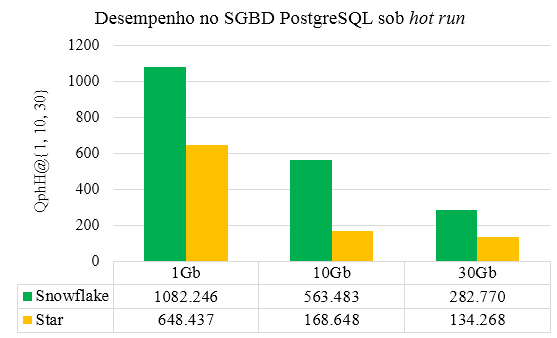 Desempenho no SGBD PostgreSQL sob hot run
QphH@{1, 10, 30}
1200
1000
800
600
400
200
0
1Gb 10Gb 30Gb
Snowflake 1082.246 563.483 282.770
Star 648.437 168.648 134.268